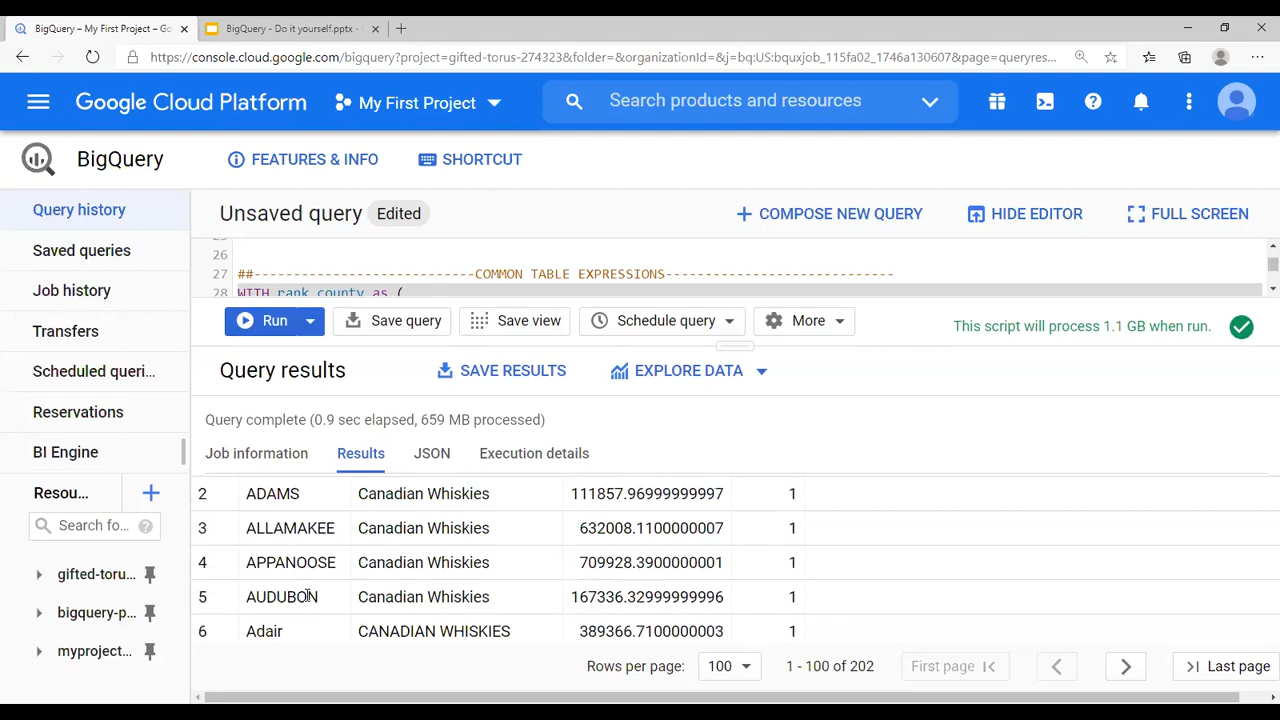 BigQuery – My First Project – Go
BigQuery - Do it yourself.pptx -
https://console.cloud.google.com/bigquery?project=gifted-torus-274323&folder=&organizationId=&j=bq:US:bquxjob_115fa02_1746a130607&page=queryres...
Google Cloud Platform
My First Project
Search products and resources
BigQuery
FEATURES & INFO
SHORTCUT
Query history
Unsaved query
Edited
COMPOSE NEW QUERY
HIDE EDITOR
FULL SCREEN
Saved queries
26
27 ##----------------------------COMMON TABLE EXPRESSIONS-----------------------------
28 WITH rank_county as (
Job history
Transfers
Run
Save query
Save view
Schedule query
More
This script will process 1.1 GB when run.
Scheduled queri...
Query results
SAVE RESULTS
EXPLORE DATA
Reservations
Query complete (0.9 sec elapsed, 659 MB processed)
BI Engine
Job information
Results
JSON
Execution details
Resou...
Search fo...
2 ADAMS Canadian Whiskies 111857.96999999997 1
3 ALLAMAKEE Canadian Whiskies 632008.1100000007 1
4 APPANOOSE Canadian Whiskies 709928.3900000001 1
5 AUDUBON Canadian Whiskies 167336.32999999996 1
6 Adair CANADIAN WHISKIES 389366.7100000003 1
gifted-toru...
bigquery-p...
myproject...
Rows per page:
100
1 - 100 of 202
First page
Last page